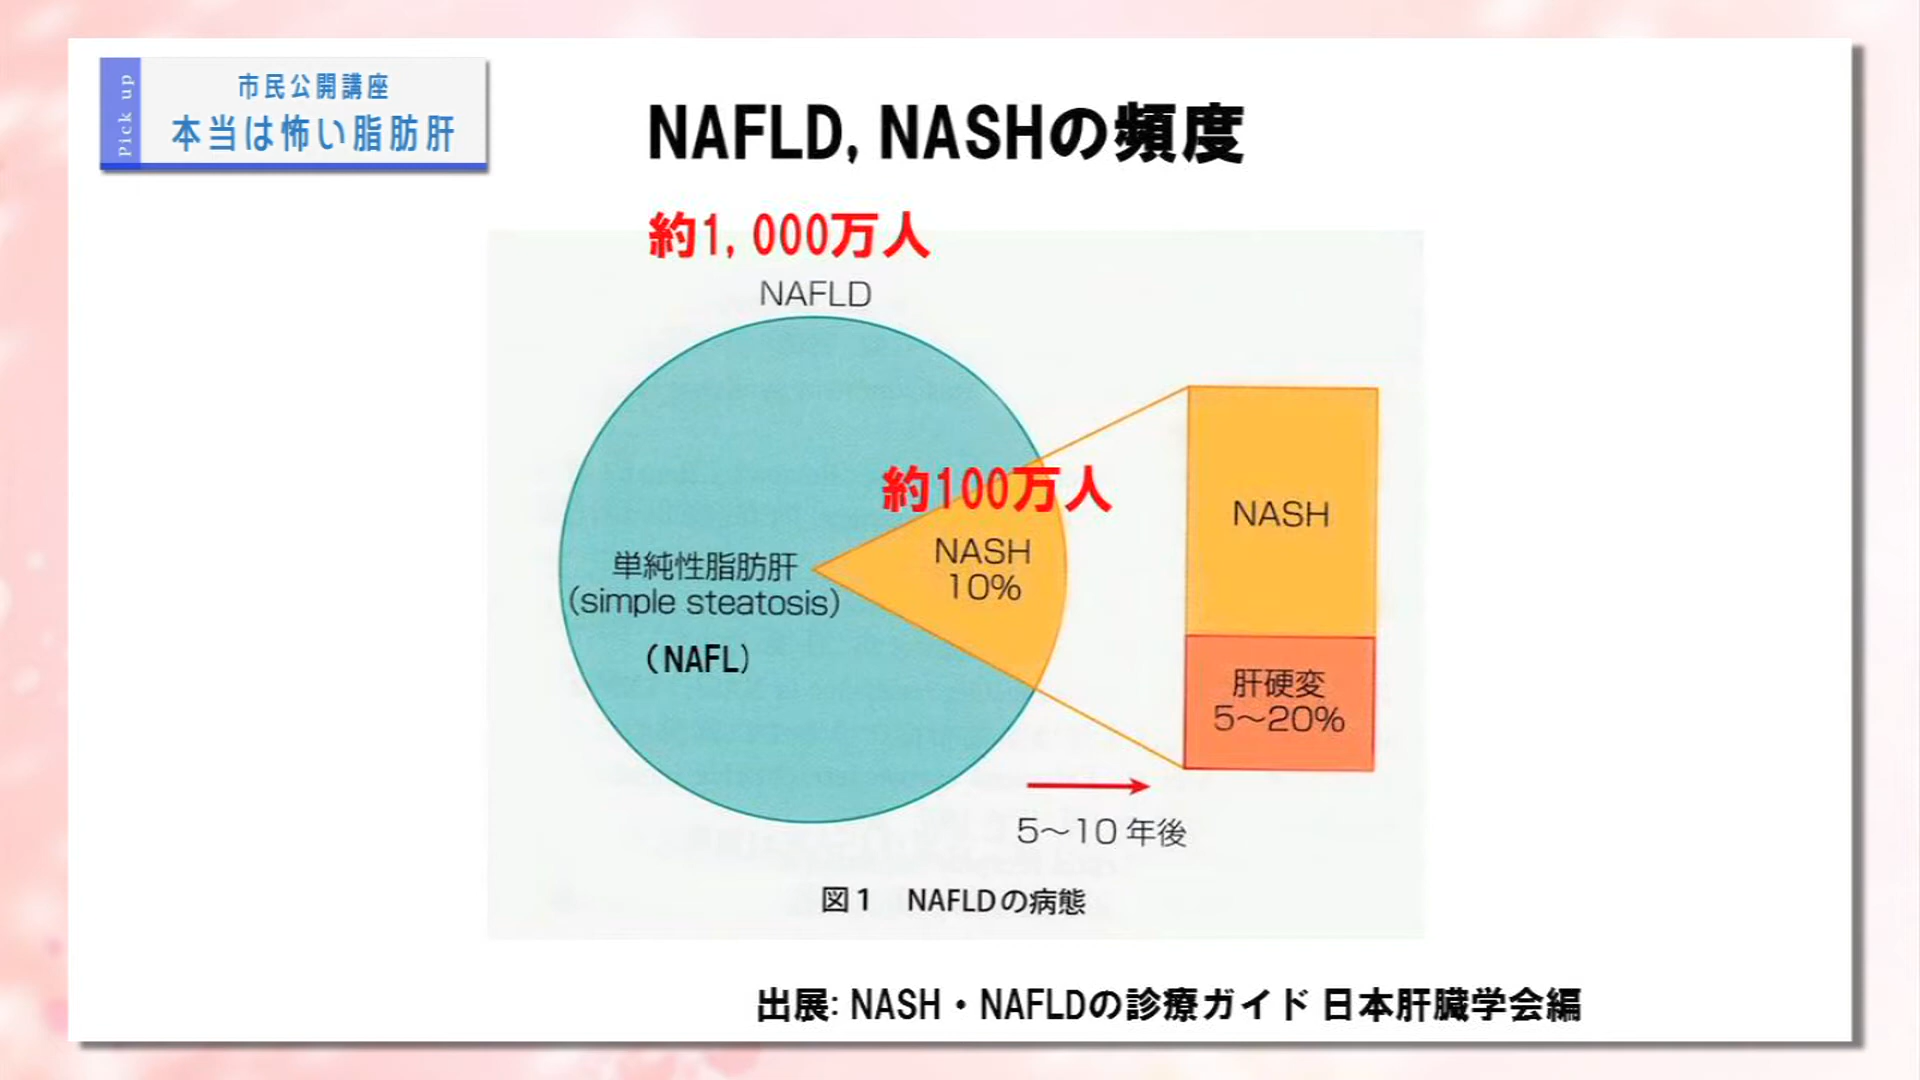 Pick up
市民公開講座
本当は怖い脂肪肝
NAFLD, NASHの頻度
約1,000万人
NAFLD
約100万人
NASH
10%
単純性脂肪肝
(simple steatosis)
(NAFL)
NASH
肝硬変
5〜20%
5〜10年後
図1 NAFLDの病態
出展: NASH・NAFLDの診療ガイド 日本肝臓学会編